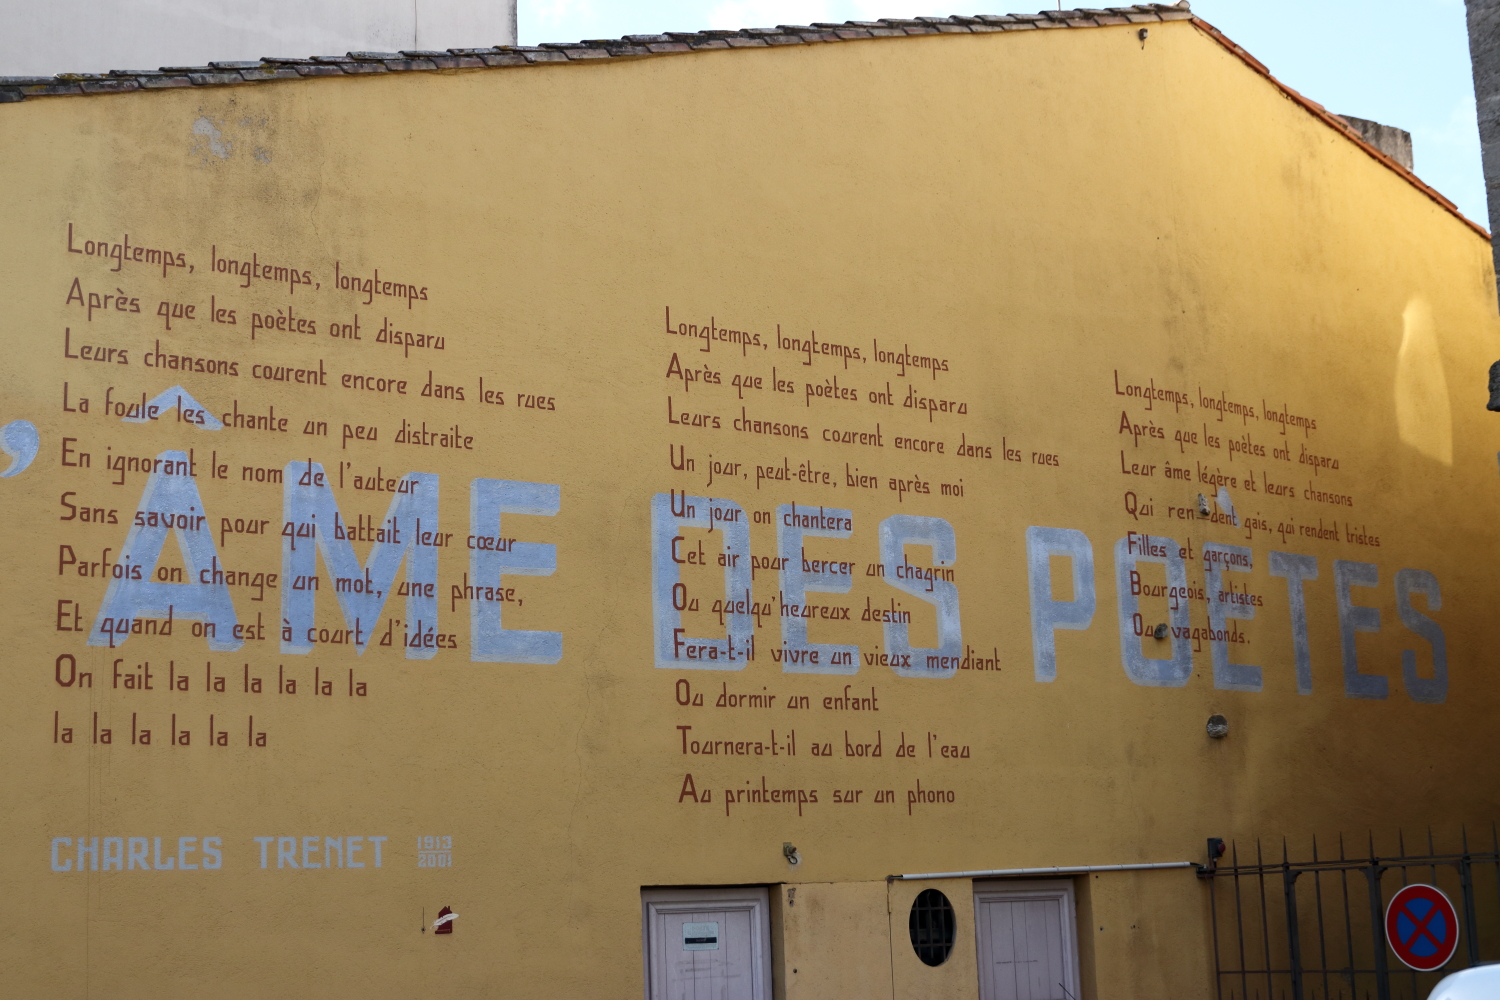 Longtemps, longtemps, longtemps
Après que les poètes ont disparu
Leurs chansons courent encore dans les rues
La foule les chante un peu distraite
En ignorant le nom de l'auteur
Sans savoir pour qui battait leur cœur
Parfois on change un mot, une phrase,
Et quand on est à court d'idées
On fait la la la la la la
la la la la la la
Longtemps, longtemps, longtemps
Après que les poètes ont disparu
Leurs chansons courent encore dans les rues
Un jour, peut-être, bien après moi
Un jour on chantera
Cet air pour bercer un chagrin
Ou quelqu'heureux destin
Fera-t-il vivre un vieux mendiant
Ou dormir un enfant
Tournera-t-il au bord de l'eau
Au printemps sur un phono
Longtemps, longtemps, longtemps
Après que les poètes ont disparu
Leur âme légère et leurs chansons
Qui rendent gais, qui rendent tristes
Filles et garçons,
Bourgeois, artistes
Ou vagabonds.
'ÂME DES POÈTES
CHARLES TRENET 1913
2001